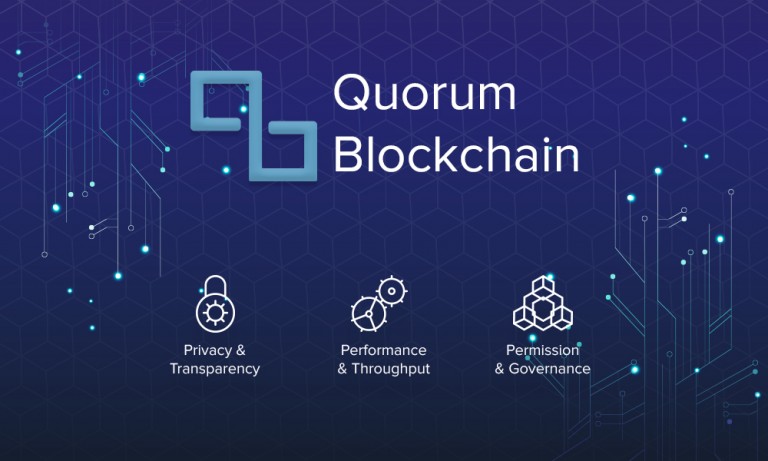 Quorum
Blockchain
Privacy &
Transparency
Performance
& Throughput
Permission
& Governance